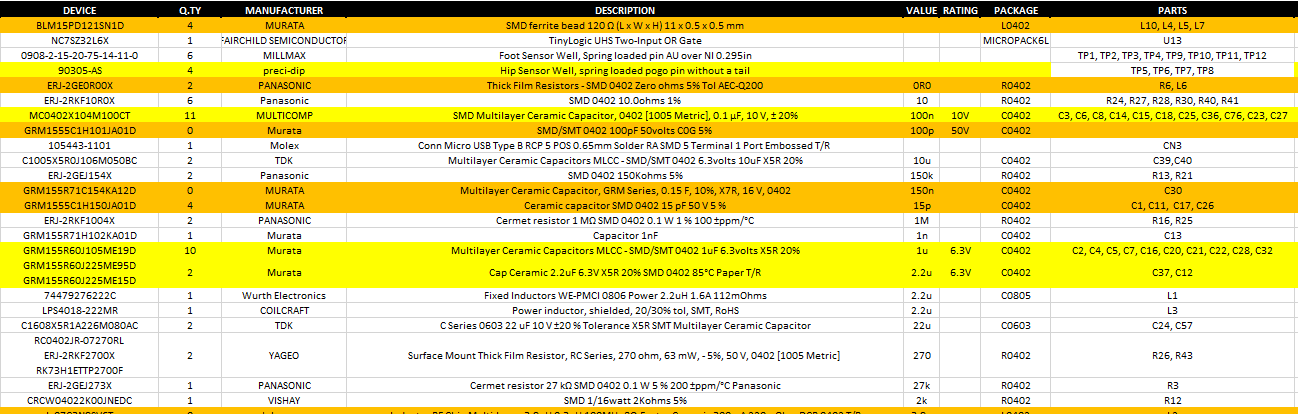 DEVICE Q.TY MANUFACTURER DESCRIPTION VALUE RATING PACKAGE PARTS
BLM15PD121SN1D 4 MURATA SMD ferrite bead 120 Ω (L x W x H) 11 x 0.5 x 0.5 mm L0402 L10, L4, L5, L7
NC7SZ32L6X 1 FAIRCHILD SEMICONDUCTOR TinyLogic UHS Two-Input OR Gate MICROPACK6L U13
0908-2-15-20-75-14-11-0 6 MILLMAX Foot Sensor Well, Spring loaded pin AU over NI 0.295in TP1, TP2, TP3, TP4, TP9, TP10, TP11, TP12
90305-AS 4 preci-dip Hip Sensor Well, spring loaded pogo pin without a tail TP5, TP6, TP7, TP8
ERJ-2GE0R00X 2 PANASONIC Thick Film Resistors - SMD 0402 Zero ohms 5% Tol AEC-Q200 0R0 R0402 R6, L6
ERJ-2RKF10R0X 6 Panasonic SMD 0402 10.0ohms 1% 10 R0402 R24, R27, R28, R30, R40, R41
MC0402X104M100CT 11 MULTICOMP SMD Multilayer Ceramic Capacitor, 0402 [1005 Metric], 0.1 µF, 10 V, ± 20% 100n 10V C0402 C3, C6, C8, C14, C15, C18, C25, C36, C76, C23, C27
GRM1555C1H101JA01D 0 Murata SMD/SMT 0402 100pF 50volts C0G 5% 100p 50V C0402
105443-1101 1 Molex Conn Micro USB Type B RCP 5 POS 0.65mm Solder RA SMD 5 Terminal 1 Port Embossed T/R CN3
C1005X5R0J106M050BC 2 TDK Multilayer Ceramic Capacitors MLCC - SMD/SMT 0402 6.3volts 10uF X5R 20% 10u C0402 C39,C40
ERJ-2GEJ154X 2 Panasonic SMD 0402 150Kohms 5% 150k R0402 R13, R21
GRM155R71C154KA12D 0 MURATA Multilayer Ceramic Capacitor, GRM Series, 0.15 F, 10%, X7R, 16 V, 0402 150n C0402 C30
GRM1555C1H150JA01D 4 MURATA Ceramic capacitor SMD 0402 15 pF 50 V 5 % 15p C0402 C1, C11, C17, C26
ERJ-2RKF1004X 2 PANASONIC Cermet resistor 1 MΩ SMD 0402 0.1 W 1 % 100 ±ppm/°C 1M R0402 R16, R25
GRM155R71H102KA01D 1 Murata Capacitor 1nF 1n C0402 C13
GRM155R60J105ME19D 10 Murata Multilayer Ceramic Capacitors MLCC - SMD/SMT 0402 1uF 6.3volts X5R 20% 1u 6.3V C0402 C2, C4, C5, C7, C16, C20, C21, C22, C28, C32
GRM155R60J225ME95D
GRM155R60J225ME15D 2 Murata Cap Ceramic 2.2uF 6.3V X5R 20% SMD 0402 85°C Paper T/R 2.2u 6.3V C0402 C37, C12
74479276222C 1 Wurth Electronics Fixed Inductors WE-PMCI 0806 Power 2.2uH 1.6A 112mOhms 2.2u C0805 L1
LPS4018-222MR 1 COILCRAFT Power inductor, shielded, 20/30% tol, SMT, RoHS 2.2u L3
C1608X5R1A226M080AC 2 TDK C Series 0603 22 uF 10 V ±20 % Tolerance X5R SMT Multilayer Ceramic Capacitor 22u C0603 C24, C57
RC0402JR-07270RL
ERJ-2RKF2700X 2 YAGEO Surface Mount Thick Film Resistor, RC Series, 270 ohm, 63 mW, - 5%, 50 V, 0402 [1005 Metric] 270 R0402 R26, R43
RK73H1ETTP2700F
ERJ-2GEJ273X 1 PANASONIC Cermet resistor 27 kΩ SMD 0402 0.1 W 5 % 200 ±ppm/°C Panasonic 27k R0402 R3
CRCW04022K00JNEDC 1 VISHAY SMD 1/16watt 2Kohms 5% 2k R0402 R12